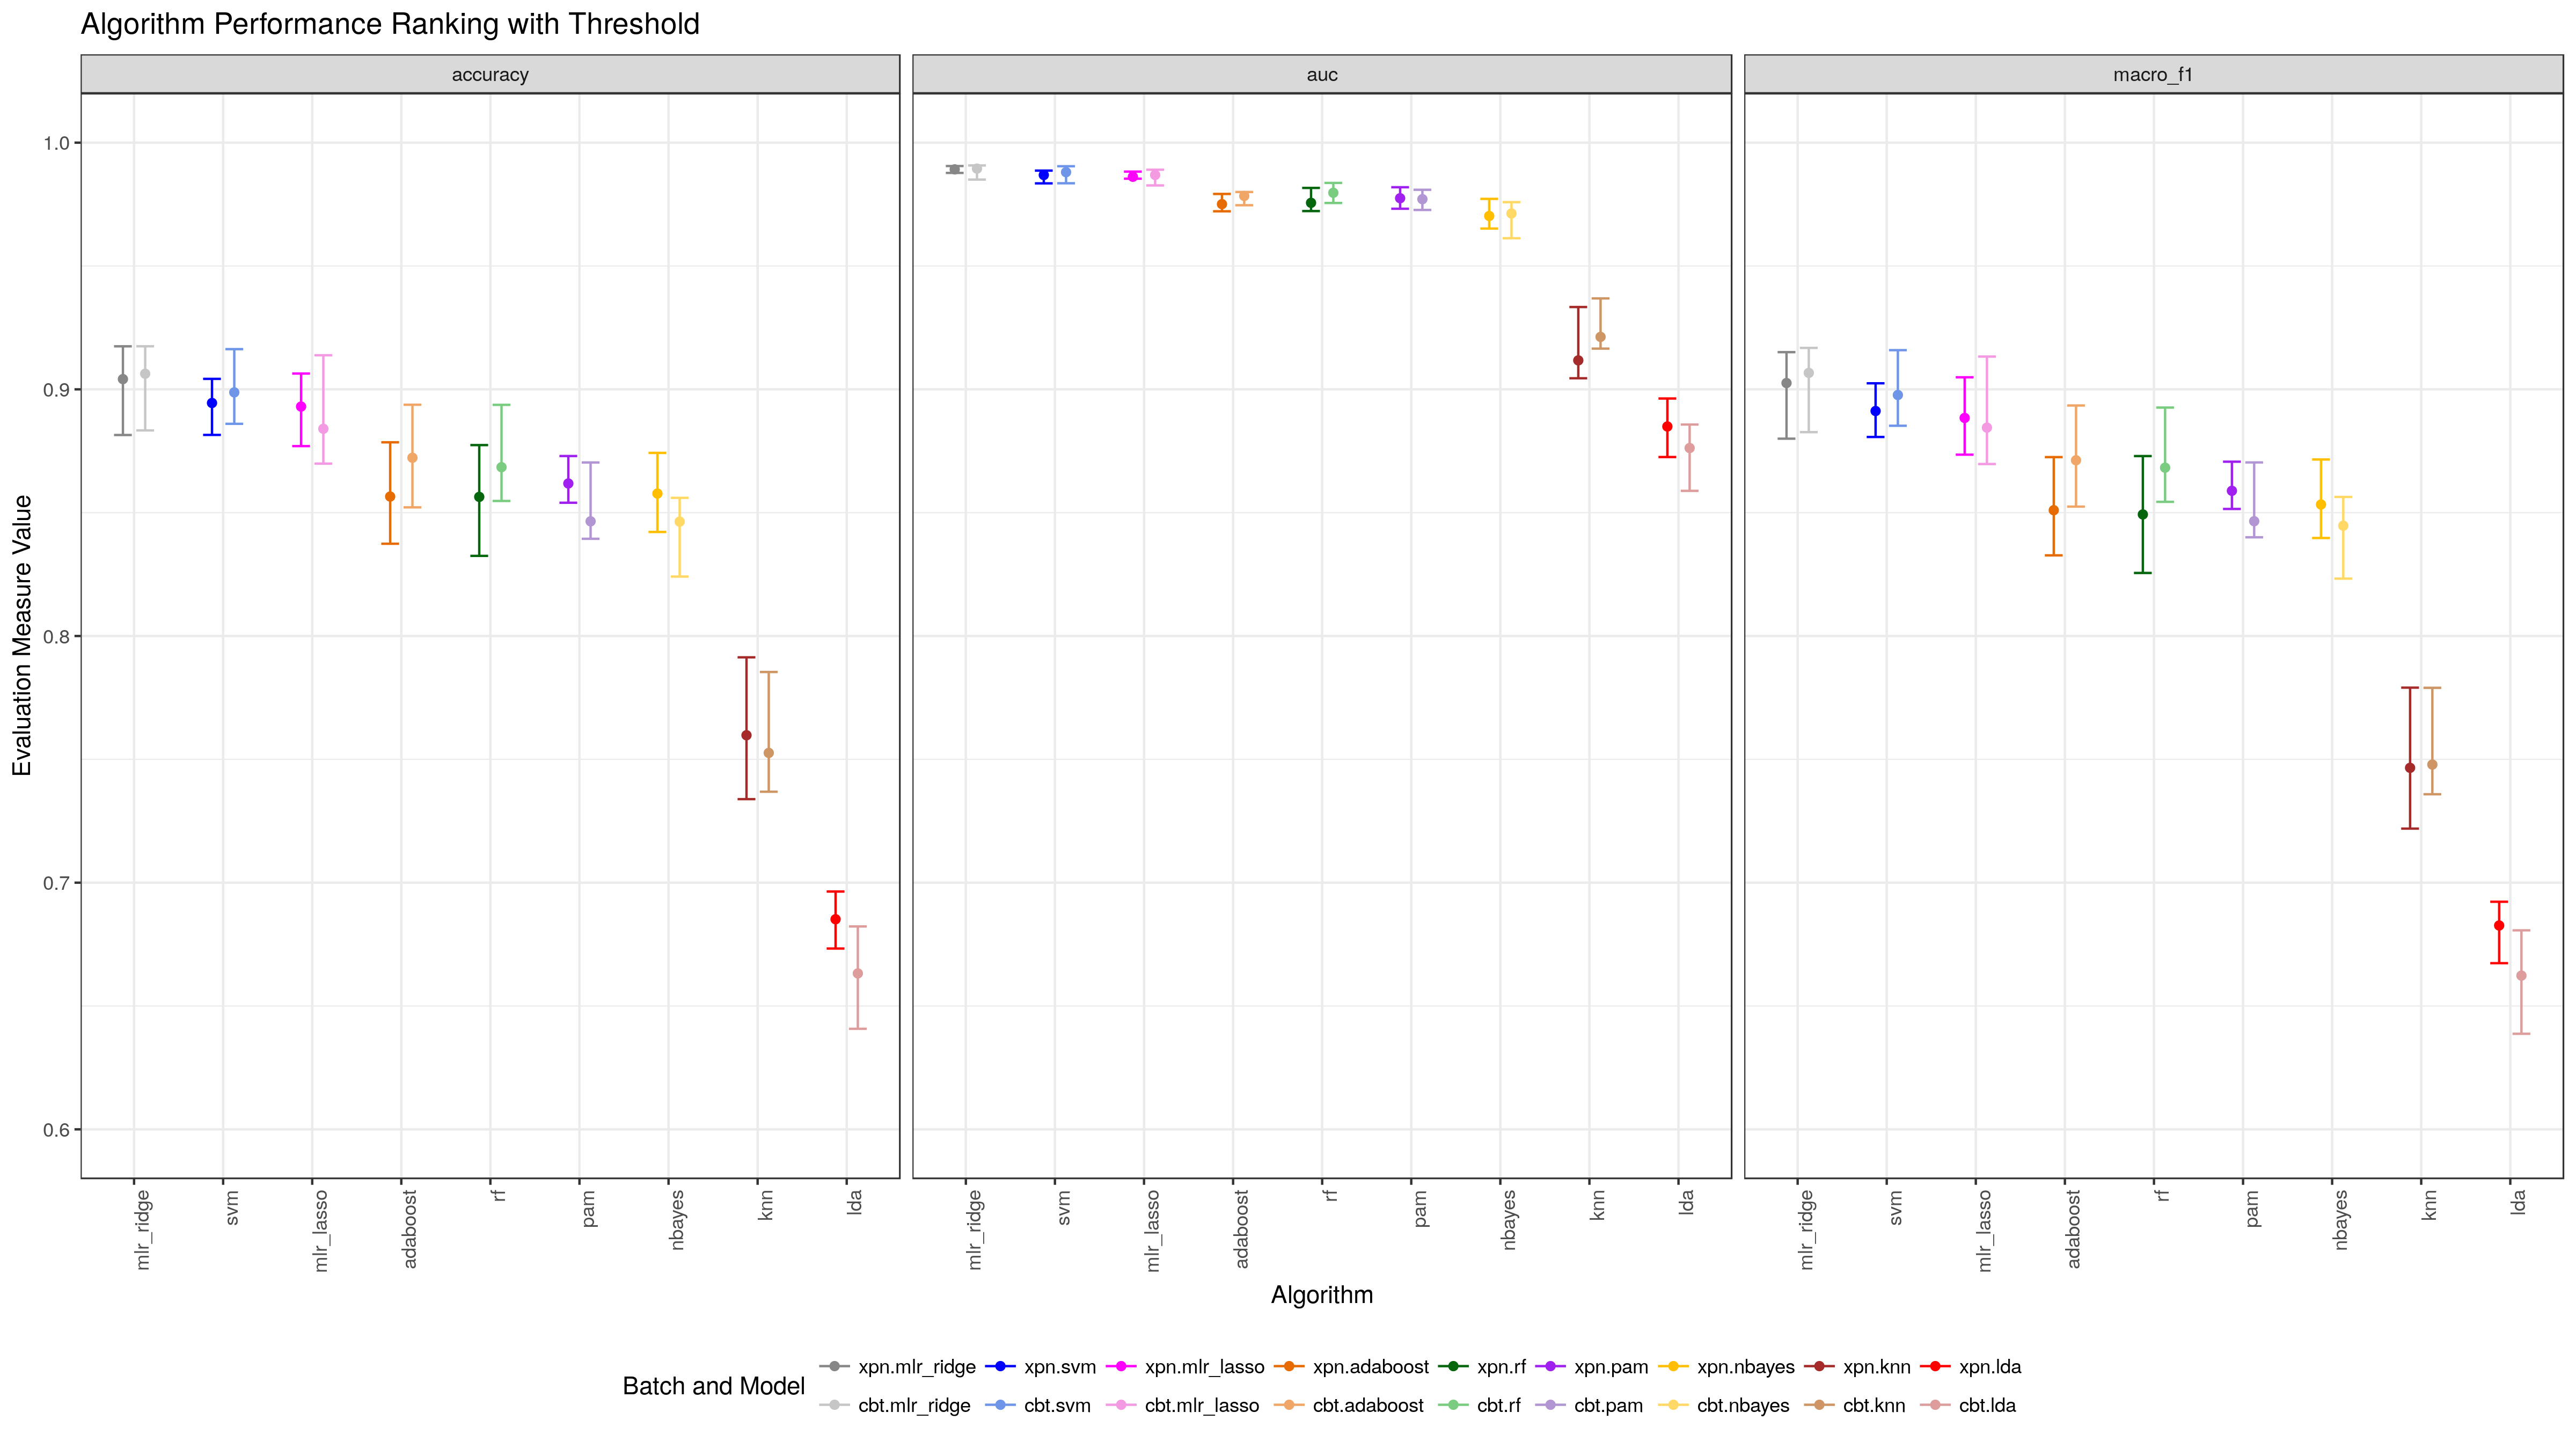 Algorithm Performance Ranking with Threshold
accuracy
auc
macro_f1
Evaluation Measure Value
1.0
0.9
0.8
0.7
0.6
mlr_ridge svm mlr_lasso adaboost rf pam nbayes knn lda
mlr_ridge svm mlr_lasso adaboost rf pam nbayes knn lda
mlr_ridge svm mlr_lasso adaboost rf pam nbayes knn lda
Algorithm
Batch and Model
xpn.mlr_ridge xpn.svm xpn.mlr_lasso xpn.adaboost xpn.rf xpn.pam xpn.nbayes xpn.knn xpn.lda
cbt.mlr_ridge cbt.svm cbt.mlr_lasso cbt.adaboost cbt.rf cbt.pam cbt.nbayes cbt.knn cbt.lda